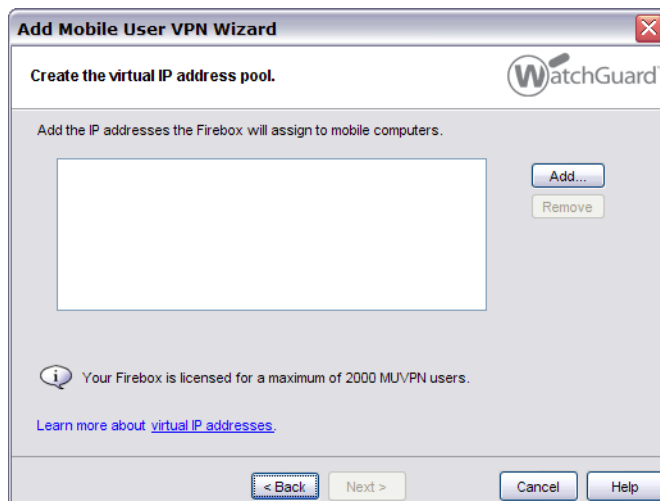 Add Mobile User VPN Wizard
Create the virtual IP address pool.
WatchGuard™
Add the IP addresses the Firebox will assign to mobile computers.
Add...
Remove
Your Firebox is licensed for a maximum of 2000 MUVPN users.
Learn more about virtual IP addresses.
< Back
Next >
Cancel
Help